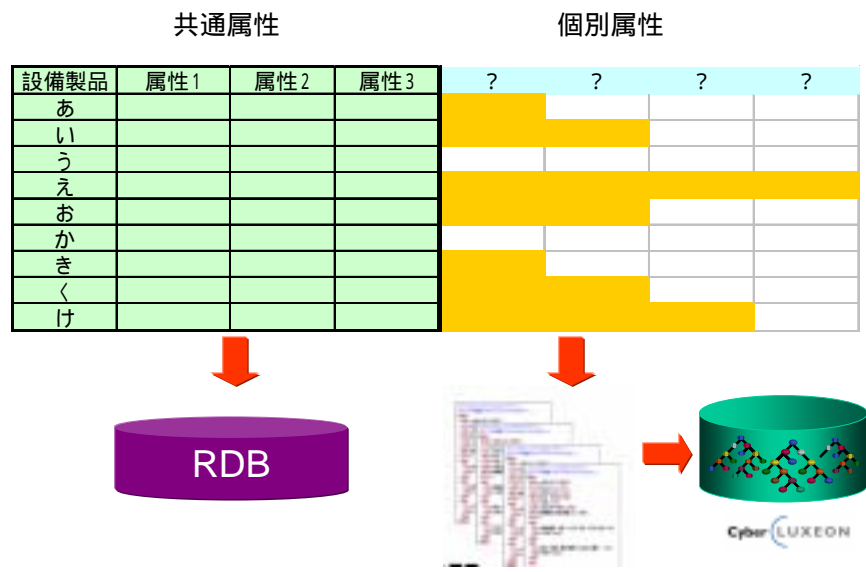 共通属性 個別属性
設備製品 属性1 属性2 属性3 ? ? ? ?
あ
い
う
え
お
か
き
く
け
RDB
Cyber LUXEON